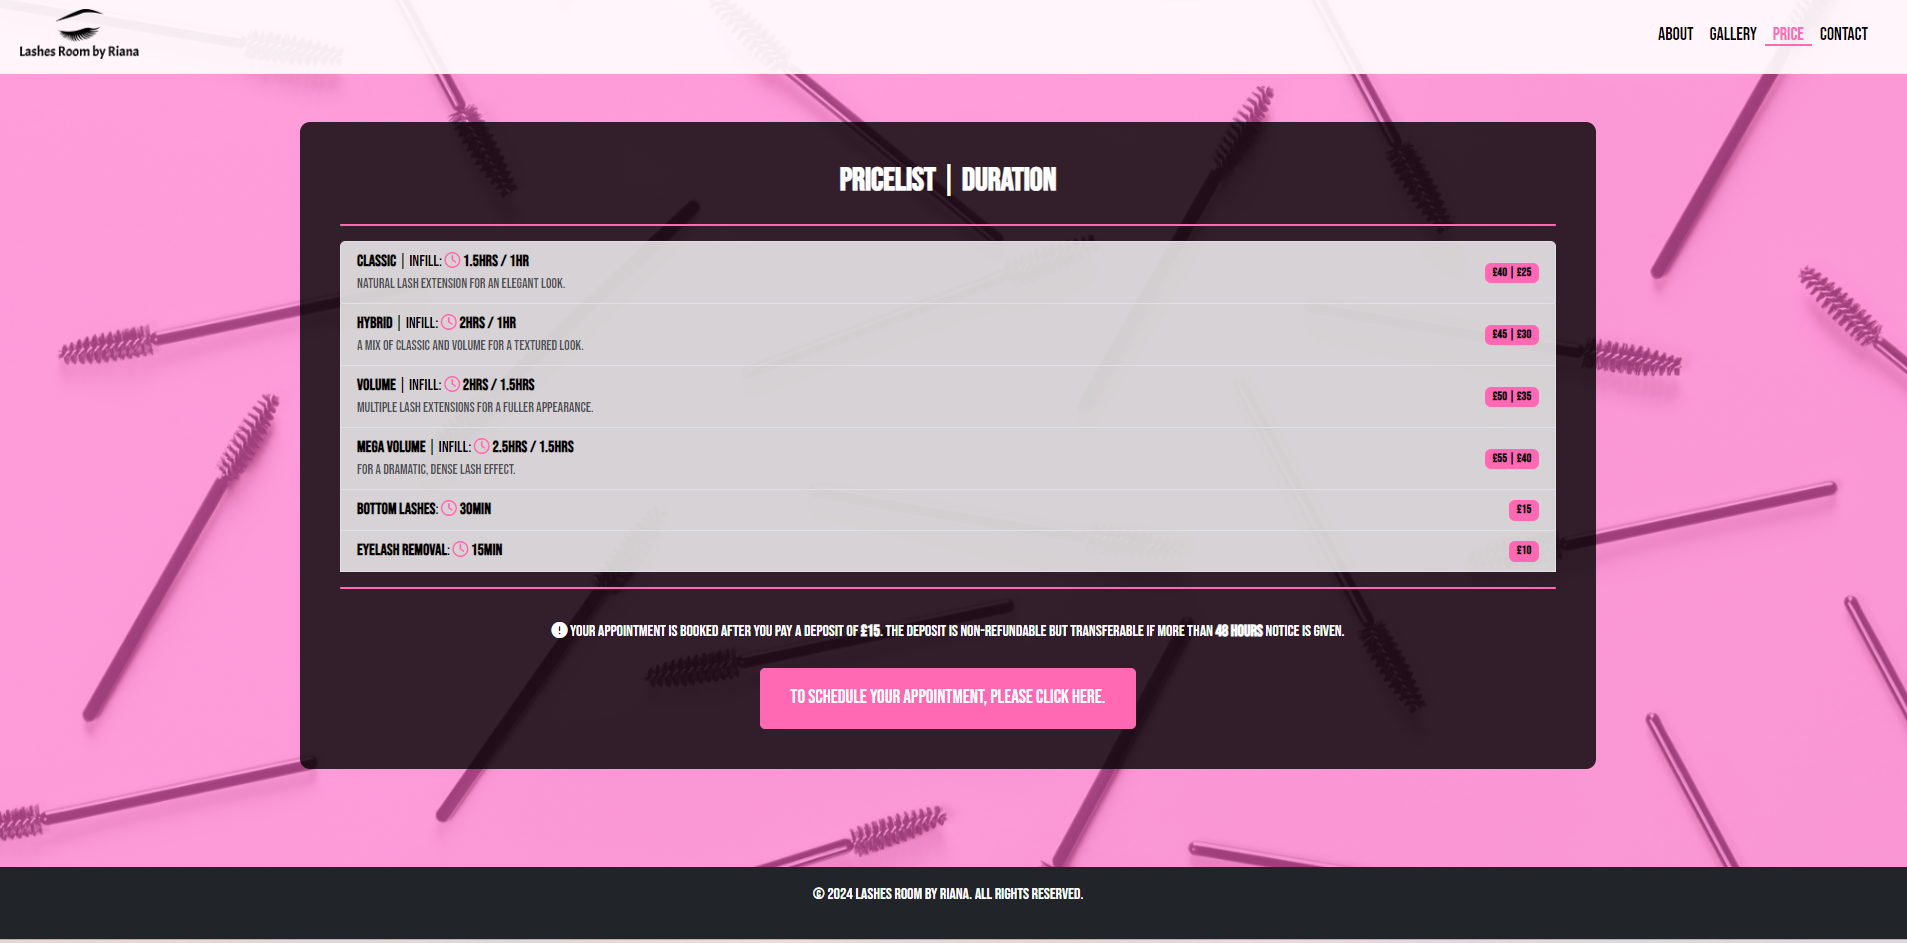 Lashes Room by Riana
ABOUT GALLERY PRICE CONTACT
PRICELIST | DURATION
CLASSIC | INFILL: 1.5HRS / 1HR
NATURAL LASH EXTENSION FOR AN ELEGANT LOOK.
£40 | £25
HYBRID | INFILL: 2HRS / 1HR
A MIX OF CLASSIC AND VOLUME FOR A TEXTURED LOOK.
£45 | £30
VOLUME | INFILL: 2HRS / 1.5HRS
MULTIPLE LASH EXTENSIONS FOR A FULLER APPEARANCE.
£50 | £35
MEGA VOLUME | INFILL: 2.5HRS / 1.5HRS
FOR A DRAMATIC, DENSE LASH EFFECT.
£55 | £40
BOTTOM LASHES: 30MIN
£15
EYELASH REMOVAL: 15MIN
£10
YOUR APPOINTMENT IS BOOKED AFTER YOU PAY A DEPOSIT OF £15. THE DEPOSIT IS NON-REFUNDABLE BUT TRANSFERABLE IF MORE THAN 48 HOURS NOTICE IS GIVEN.
TO SCHEDULE YOUR APPOINTMENT, PLEASE CLICK HERE.
© 2024 LASHES ROOM BY RIANA. ALL RIGHTS RESERVED.